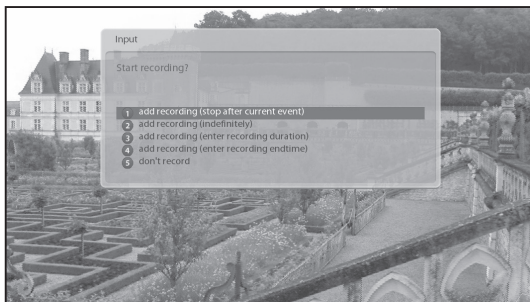 Input
Start recording?
1 add recording (stop after current event)
2 add recording (indefinitely)
3 add recording (enter recording duration)
4 add recording (enter recording endtime)
5 don't record